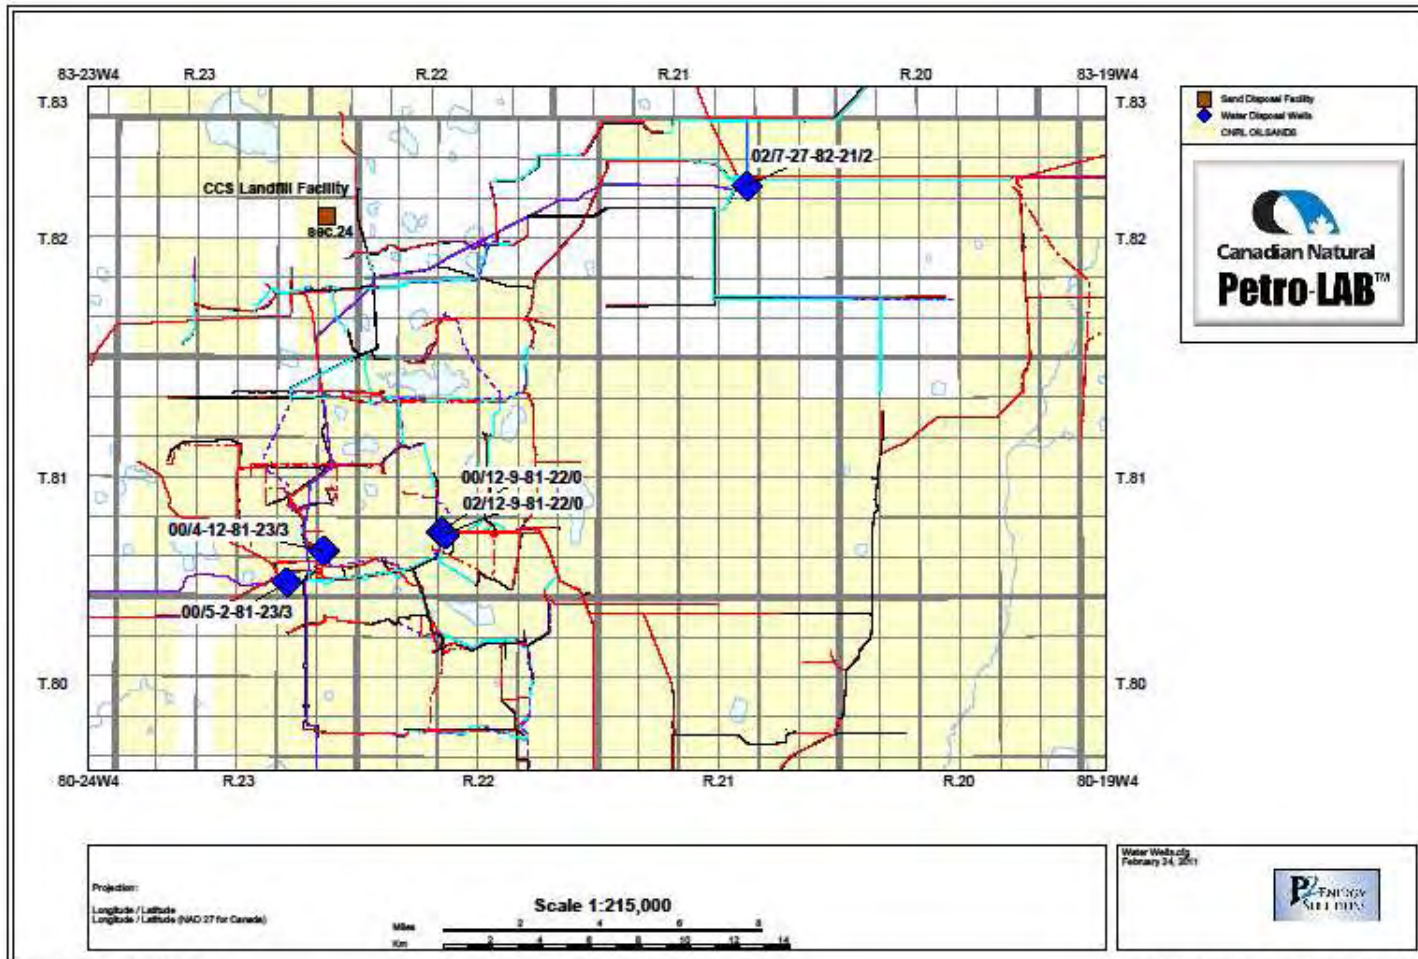 83-23W4 R.23 R.22 R.21 R.20 83-19W4
T.83 T.83
Sand Disposal Facility
Water Disposal Wells
CNRL OILSANDS
02/7-27-82-21/2
CCS Landfill Facility
sec.24
T.82 T.82
Canadian Natural
Petro-LAB™
00/12-9-81-22/0
T.81 T.81
02/12-9-81-22/0
00/4-12-81-23/3
00/5-2-81-23/3
T.80 T.80
80-24W4 R.23 R.22 R.21 R.20 80-19W4
Water Wells.cfg
February 24, 2011
Projection:
Longitude / Latitude
Longitude / Latitude (NAD 27 for Canada)
Scale 1:215,000
Miles 2 4 6 8
Km 2 4 6 8 10 12 14
P2 ENERGY
SOLUTIONS